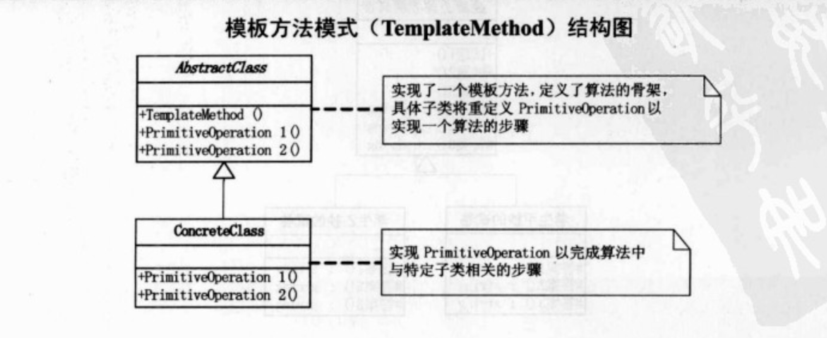 模板方法模式（TemplateMethod）结构图
AbstractClass
+TemplateMethod ()
+PrimitiveOperation 1()
+PrimitiveOperation 2()
实现了一个模板方法，定义了算法的骨架，
具体子类将重定义 PrimitiveOperation 以
实现一个算法的步骤
ConcreteClass
+PrimitiveOperation 1()
+PrimitiveOperation 2()
实现 PrimitiveOperation 以完成算法中
与特定子类相关的步骤